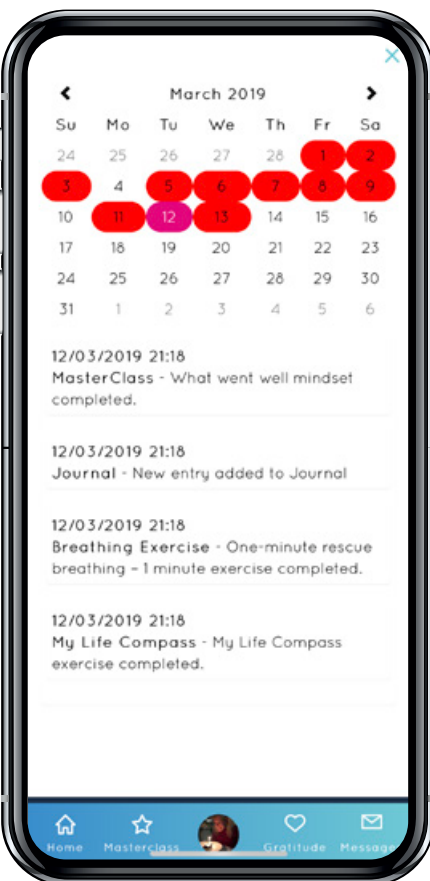 March 2019
Su Mo Tu We Th Fr Sa
24 25 26 27 28 1 2
3 4 5 6 7 8 9
10 11 12 13 14 15 16
17 18 19 20 21 22 23
24 25 26 27 28 29 30
31 1 2 3 4 5 6
12/03/2019 21:18
MasterClass - What went well mindset
completed.
12/03/2019 21:18
Journal - New entry added to Journal
12/03/2019 21:18
Breathing Exercise - One-minute rescue
breathing – 1 minute exercise completed.
12/03/2019 21:18
My Life Compass - My Life Compass
exercise completed.
Home Masterclass Gratitude Message